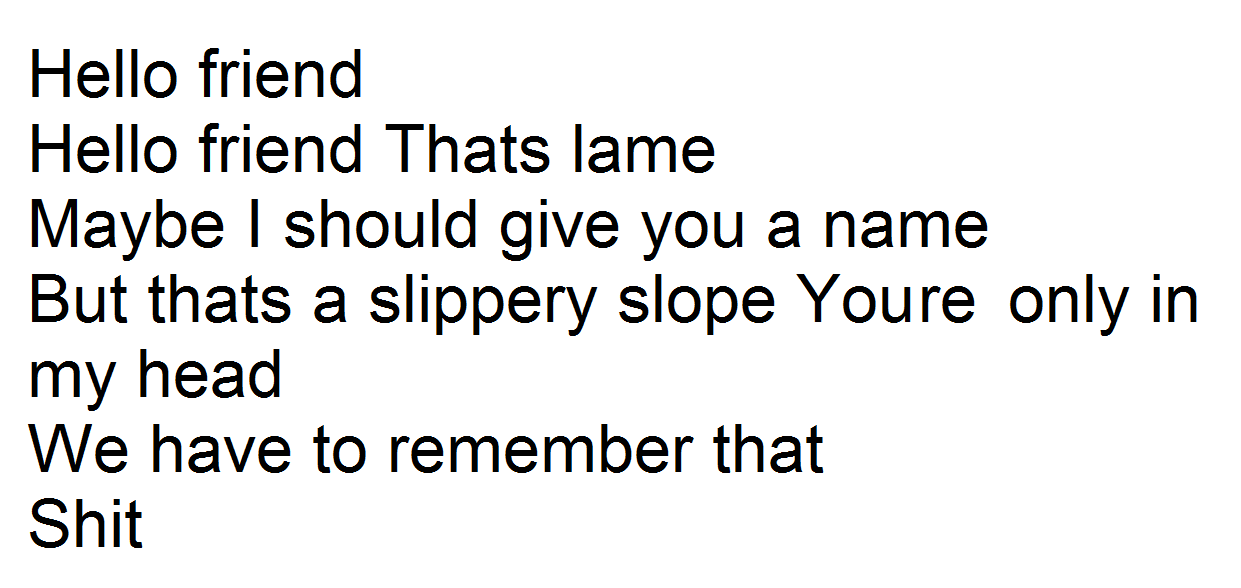 Hello friend
Hello friend Thats lame
Maybe I should give you a name
But thats a slippery slope Youre  only in
my head
We have to remember that
Shit